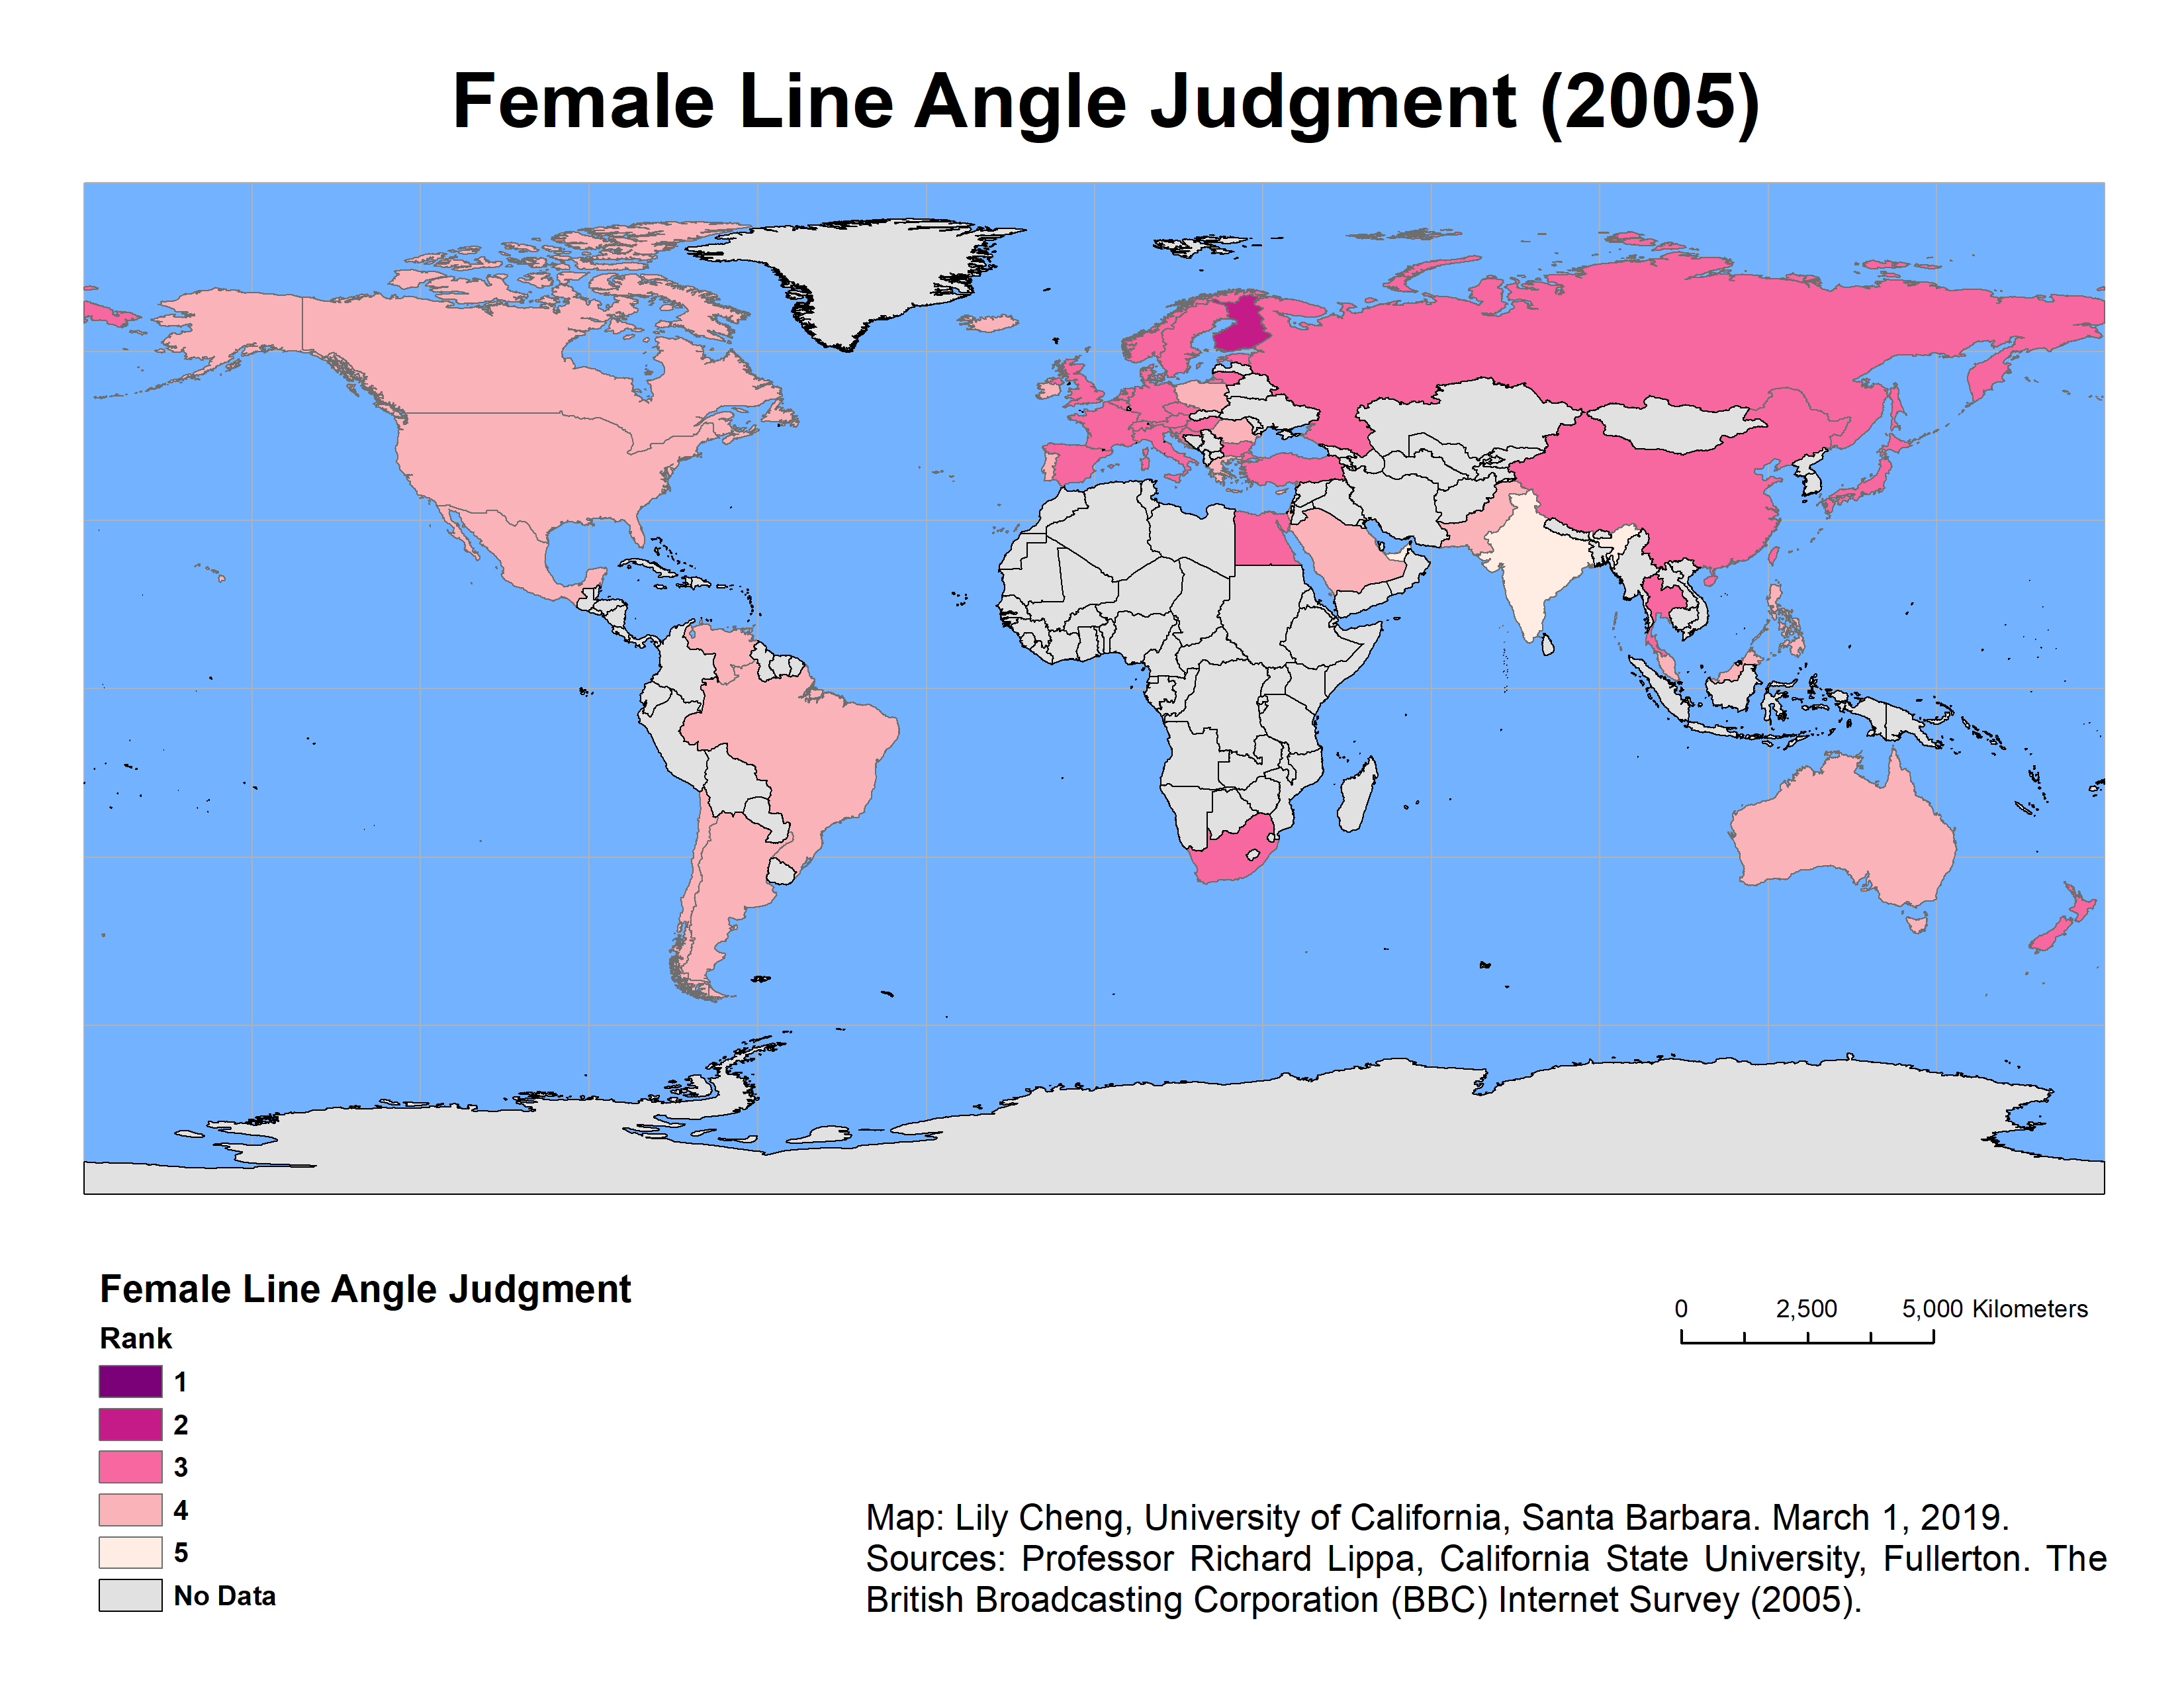 Female Line Angle Judgment (2005)
Female Line Angle Judgment
Rank
1
2
3
4
5
No Data
0 2,500 5,000 Kilometers
Map: Lily Cheng, University of California, Santa Barbara. March 1, 2019.
Sources: Professor Richard Lippa, California State University, Fullerton. The
British Broadcasting Corporation (BBC) Internet Survey (2005).